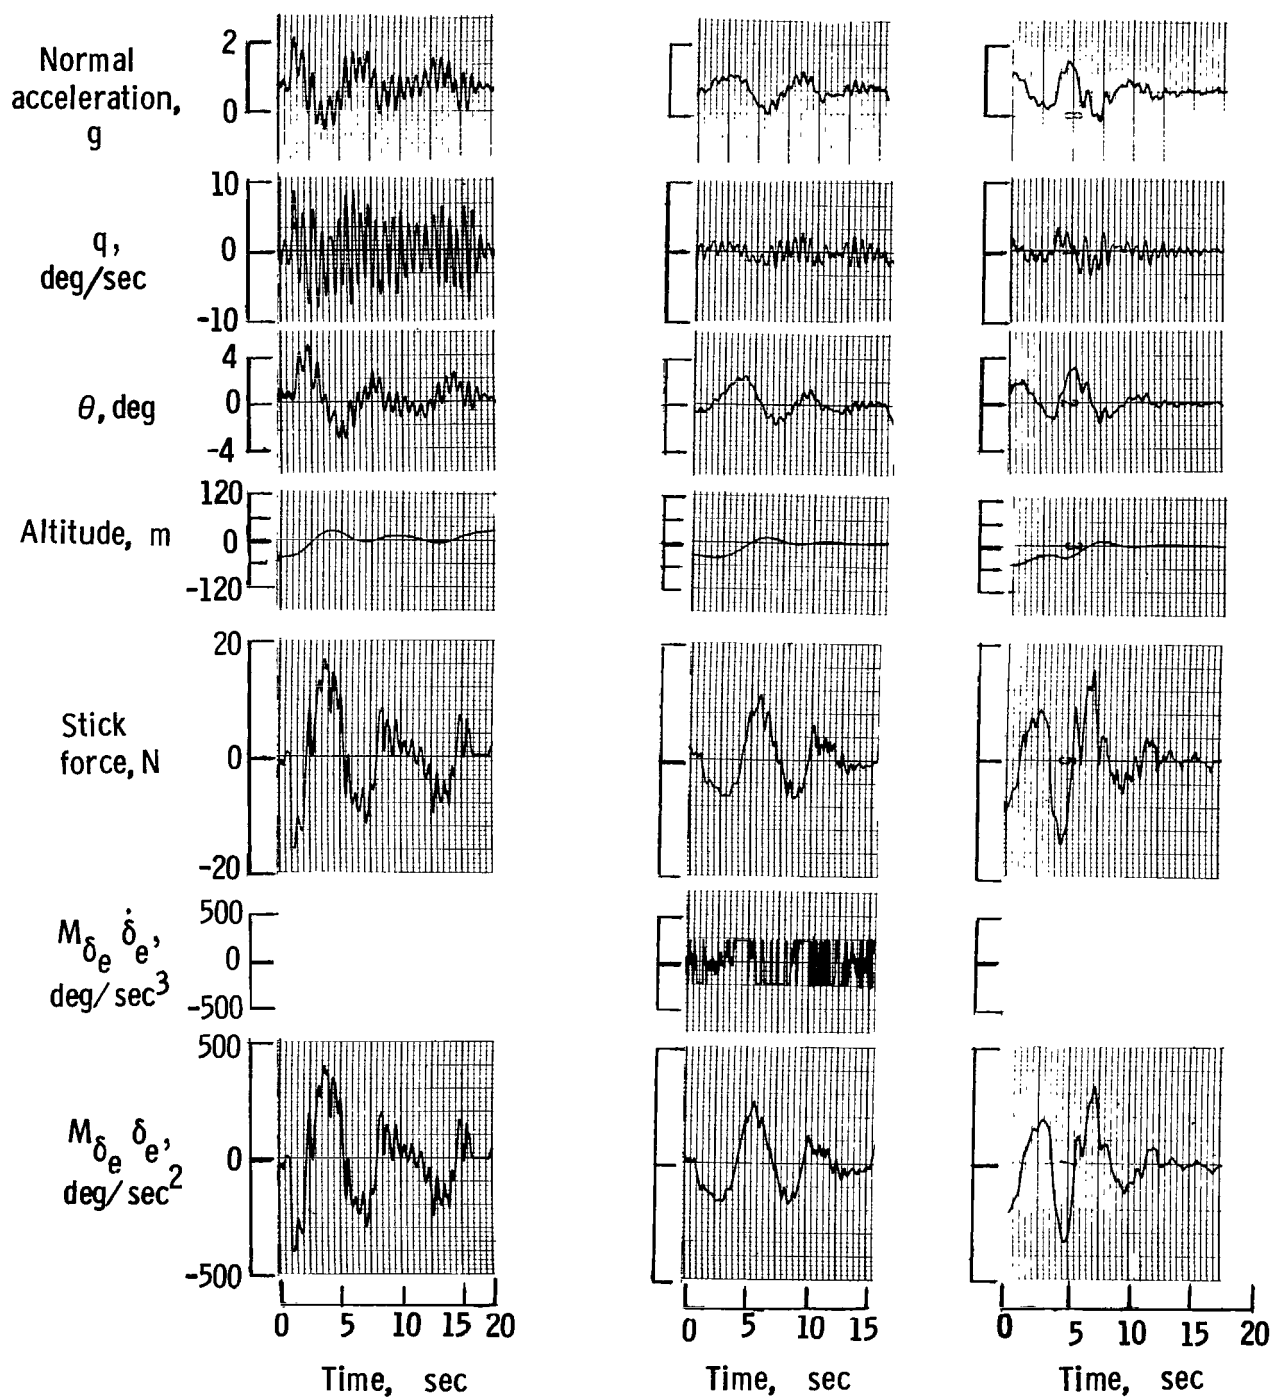 Normal
acceleration,
g
2
0
q,
deg/sec
10
0
-10
θ, deg
4
0
-4
Altitude, m
120
0
-120
Stick
force, N
20
0
-20
M_δe δ̇e,
deg/sec³
500
0
-500
M_δe δe,
deg/sec²
500
0
-500
0 5 10 15 20
0 5 10 15
0 5 10 15 20
Time, sec
Time, sec
Time, sec